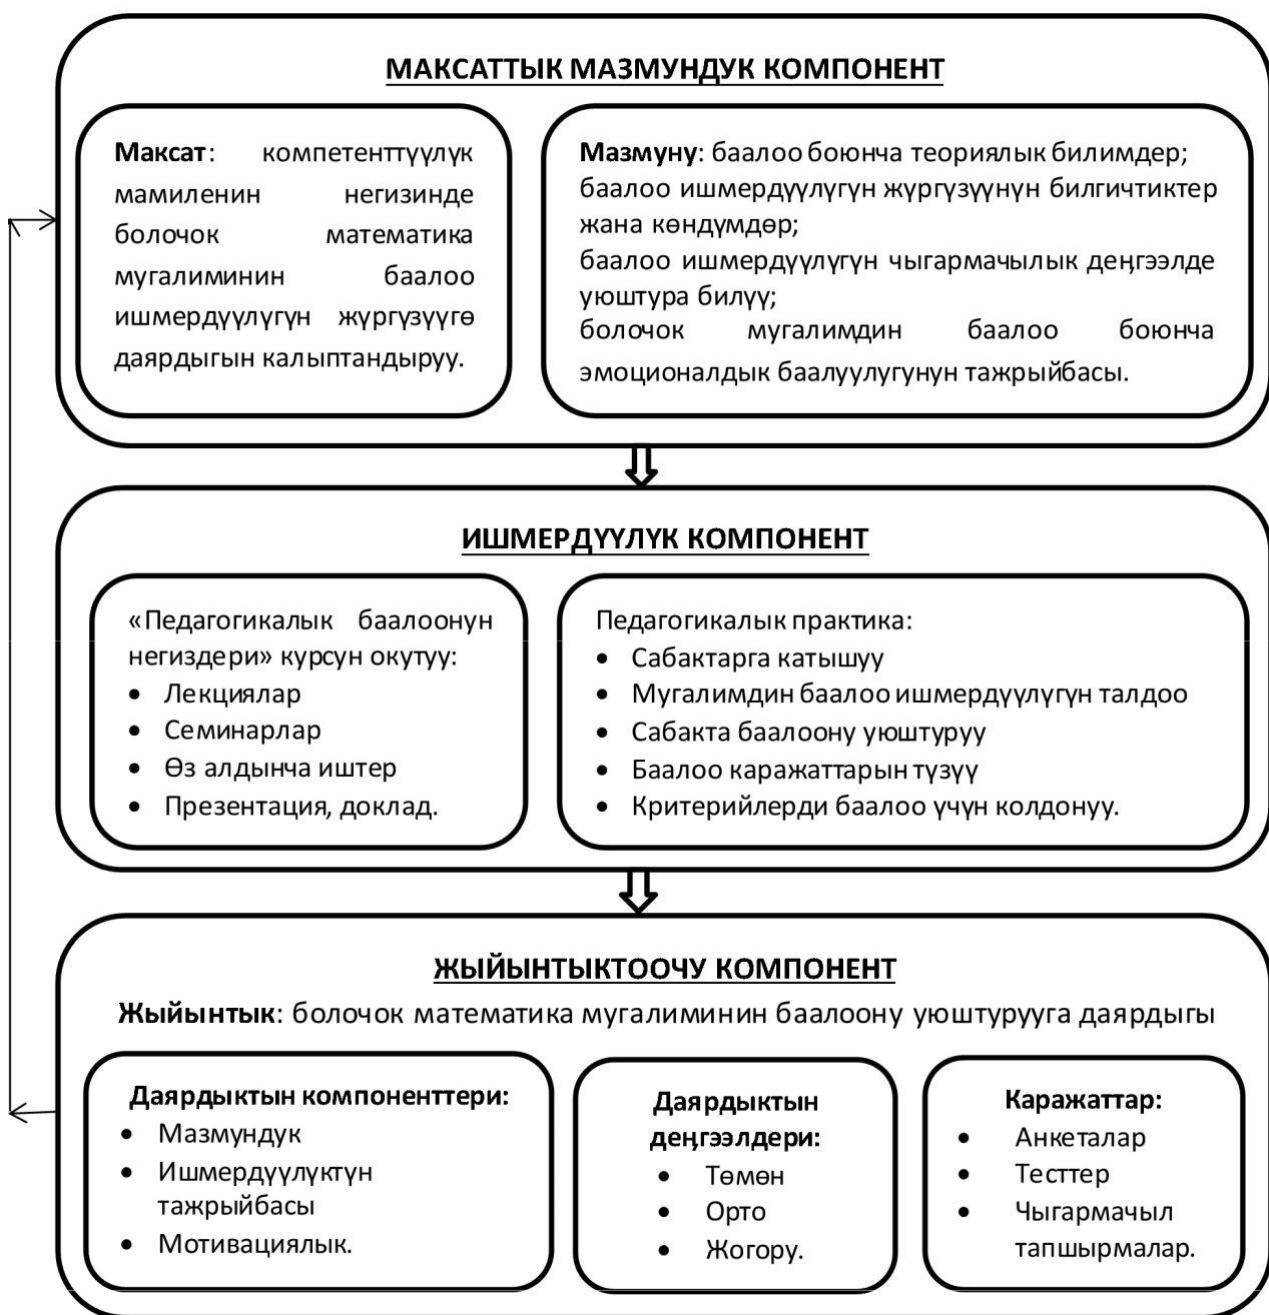 МАКСАТТЫК МАЗМУНДУК КОМПОНЕНТ
Максат: компетенттүүлүк
мамиленин негизинде
болочок математика
мугалиминин баалоо
ишмердүүлүгүн жүргүзүүгө
даярдыгын калыптандыруу.
Мазмуну: баалоо боюнча теориялык билимдер;
баалоо ишмердүүлүгүн жүргүзүүнүн билгичтиктер
жана көндүмдөр;
баалоо ишмердүүлүгүн чыгармачылык деңгээлде
уюштура билүү;
болочок мугалимдин баалоо боюнча
эмоционалдык баалуулугунун тажрыйбасы.
ИШМЕРДҮҮЛҮК КОМПОНЕНТ
«Педагогикалык баалоонун
негиздери» курсун окутуу:
• Лекциялар
• Семинарлар
• Өз алдынча иштер
• Презентация, доклад.
Педагогикалык практика:
• Сабактарга катышуу
• Мугалимдин баалоо ишмердүүлүгүн талдоо
• Сабакта баалоону уюштуруу
• Баалоо каражаттарын түзүү
• Критерийлерди баалоо үчүн колдонуу.
ЖЫЙЫНТЫКТООЧУ КОМПОНЕНТ
Жыйынтык: болочок математика мугалиминин баалоону уюштурууга даярдыгы
Даярдыктын компоненттери:
• Мазмундук
• Ишмердүүлүктүн
тажрыйбасы
• Мотивациялык.
Даярдыктын
деңгээлдери:
• Төмөн
• Орто
• Жогору.
Каражаттар:
• Анкеталар
• Тесттер
• Чыгармачыл
тапшырмалар.